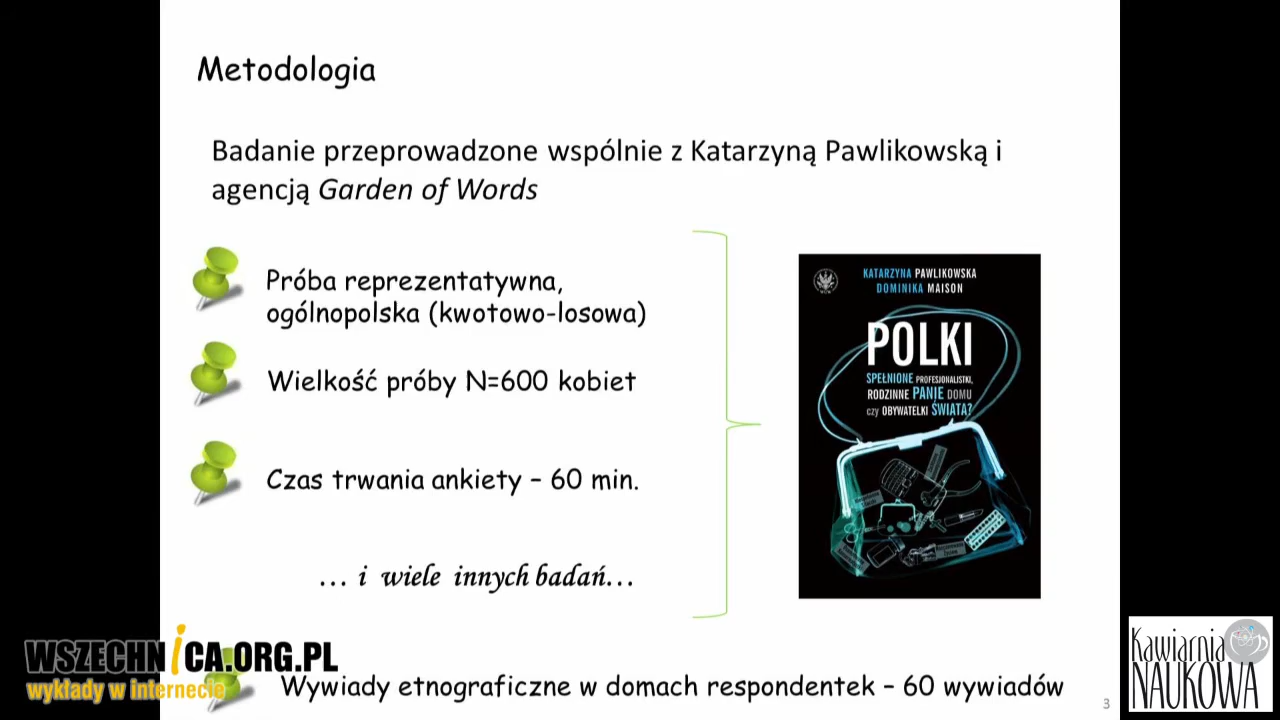 Metodologia
Badanie przeprowadzone wspólnie z Katarzyną Pawlikowską i
agencją Garden of Words
Próba reprezentatywna,
ogólnopolska (kwotowo-losowa)
Wielkość próby N=600 kobiet
Czas trwania ankiety – 60 min.
... i wiele innych badań...
Wywiady etnograficzne w domach respondentek – 60 wywiadów
KATARZYNA PAWLIKOWSKA
DOMINIKA MAISON
POLKI
SPEŁNIONE PROFESJONALISTKI,
RODZINNE PANIE DOMU
czy OBYWATELKI ŚWIATA?
WSZECHNiCA.ORG.PL
wykłady w internecie
3
Kawiarnia
NAUKOWA